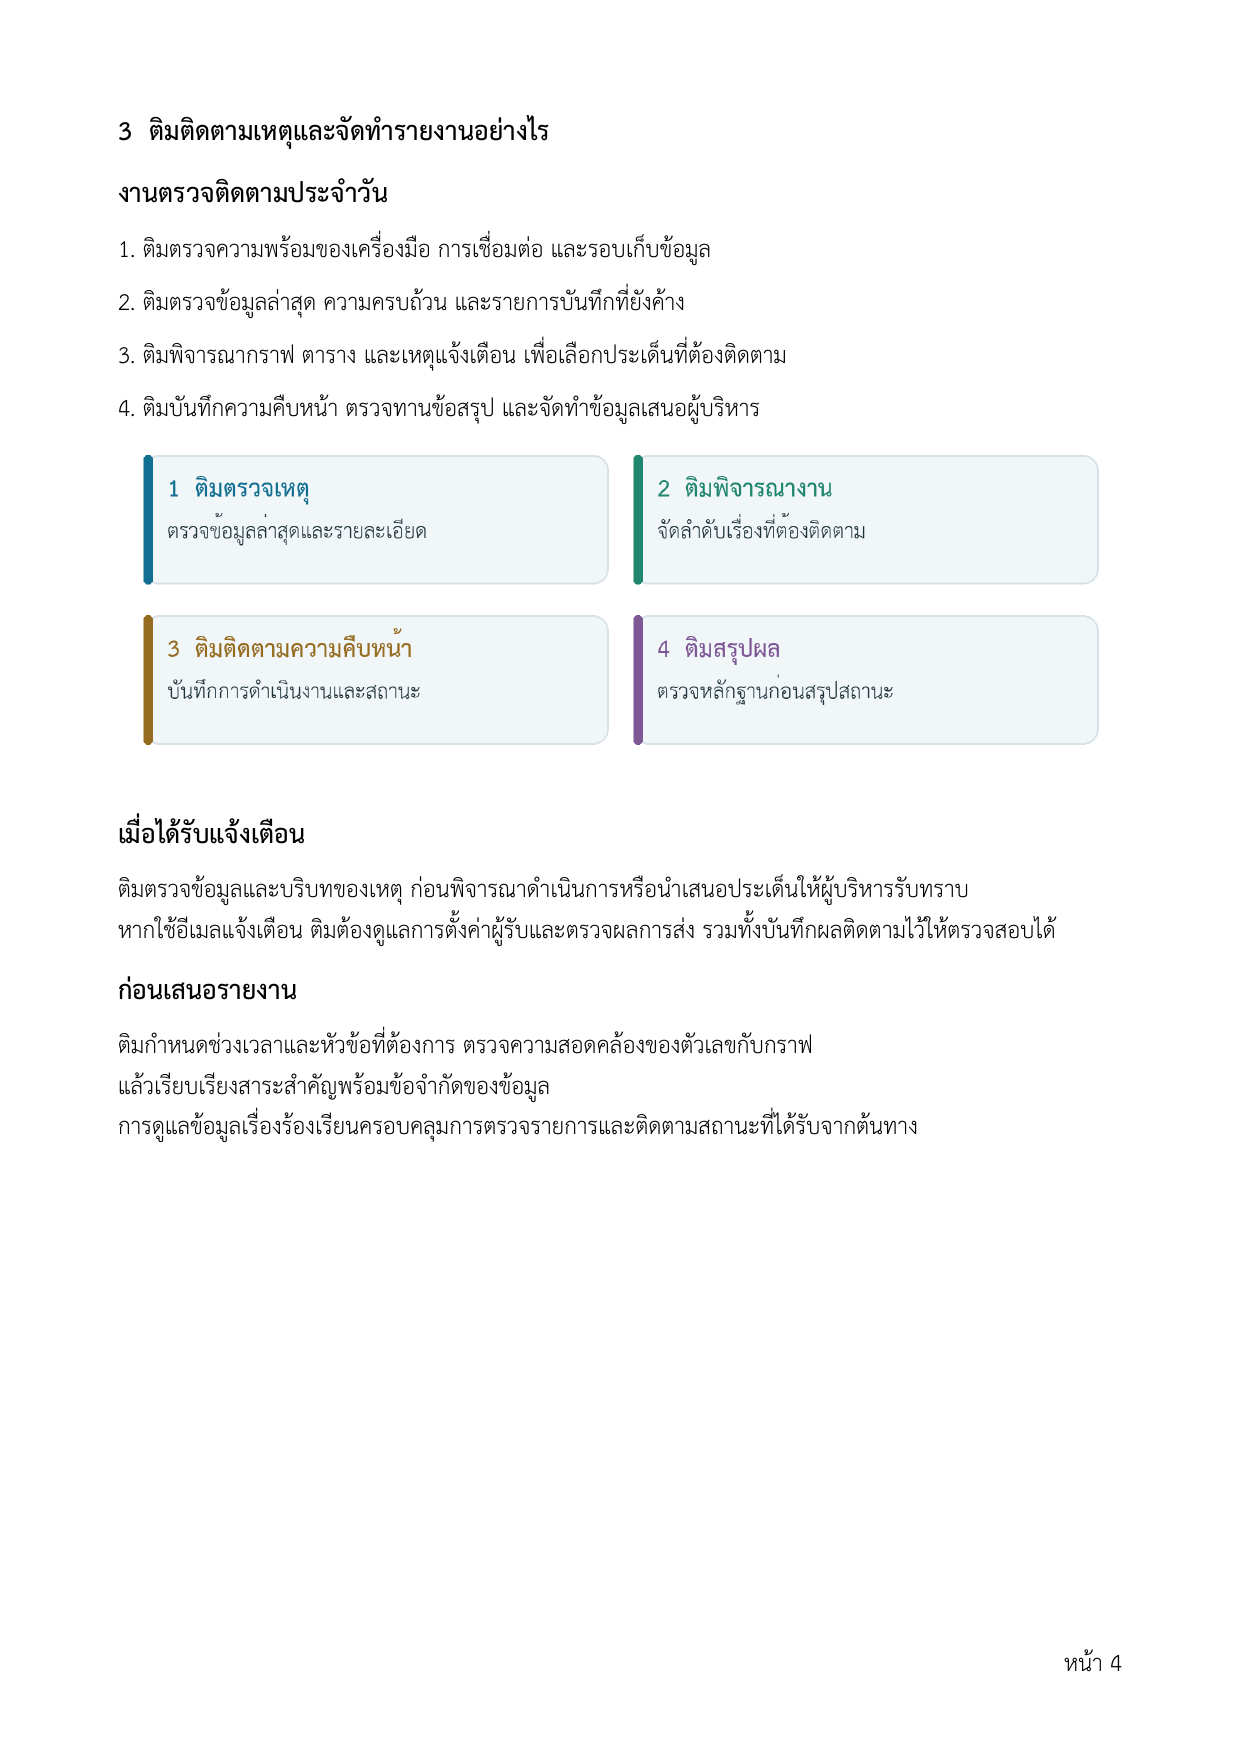 3 ติมติดตามเหตุและจัดทำรายงานอย่างไร
งานตรวจติดตามประจำวัน
1. ติมตรวจความพร้อมของเครื่องมือ การเชื่อมต่อ และรอบเก็บข้อมูล
2. ติมตรวจข้อมูลล่าสุด ความครบถ้วน และรายการบันทึกที่ยังค้าง
3. ติมพิจารณากราฟ ตาราง และเหตุแจ้งเตือน เพื่อเลือกประเด็นที่ต้องติดตาม
4. ติมบันทึกความคืบหน้า ตรวจทานข้อสรุป และจัดทำข้อมูลเสนอผู้บริหาร
1 ติมตรวจเหตุ
ตรวจข้อมูลล่าสุดและรายละเอียด
2 ติมพิจารณางาน
จัดลำดับเรื่องที่ต้องติดตาม
3 ติมติดตามความคืบหน้า
บันทึกการดำเนินงานและสถานะ
4 ติมสรุปผล
ตรวจหลักฐานก่อนสรุปสถานะ
เมื่อได้รับแจ้งเตือน
ติมตรวจข้อมูลและบริบทของเหตุ ก่อนพิจารณาดำเนินการหรือนำเสนอประเด็นให้ผู้บริหารรับทราบ
หากใช้อีเมลแจ้งเตือน ติมต้องดูแลการตั้งค่าผู้รับและตรวจผลการส่ง รวมทั้งบันทึกผลติดตามไว้ให้ตรวจสอบได้
ก่อนเสนอรายงาน
ติมกำหนดช่วงเวลาและหัวข้อที่ต้องการ ตรวจความสอดคล้องของตัวเลขกับกราฟ
แล้วเรียบเรียงสาระสำคัญพร้อมข้อจำกัดของข้อมูล
การดูแลข้อมูลเรื่องร้องเรียนครอบคลุมการตรวจรายการและติดตามสถานะที่ได้รับจากต้นทาง
หน้า 4